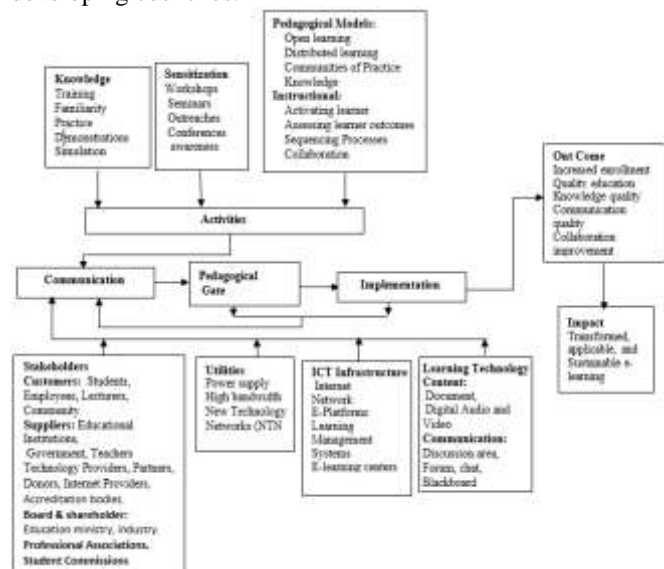 developing countries.
Pedagogical Models:
Open learning
Distributed learning
Communities of Practice
Knowledge
Instructional:
Activating learner
Assessing learner outcomes
Sequencing Processes
Collaboration
Sensitization
Workshops
Seminars
Outreaches
Conferences
awareness
Knowledge
Training
Familiarity
Practice
Demonstrations
Simulation
Activities
Out Come
Increased enrollment
Quality education
Knowledge quality
Communication
quality
Collaboration
improvement
Communication
Pedagogical
Gate
Implementation
Impact
Transformed,
applicable, and
Sustainable e-
learning
Stakeholders
Customers: Students,
Employees, Lecturers,
Community
Suppliers: Educational
Institutions,
Government, Teachers
Technology Providers, Partners,
Donors, Internet Providers,
Accreditation bodies
Board & shareholder:
Education ministry, industry.
Professional Associations.
Student Commissions
Utilities
Power supply
High bandwidth
New Technology
Networks (NTN
ICT Infrastructure
Internet
Network
E-Platforms
Learning
Management
Systems
E-learning centers
Learning Technology
Content:
Document,
Digital Audio and
Video
Communication:
Discussion area,
Forum, chat,
Blackboard